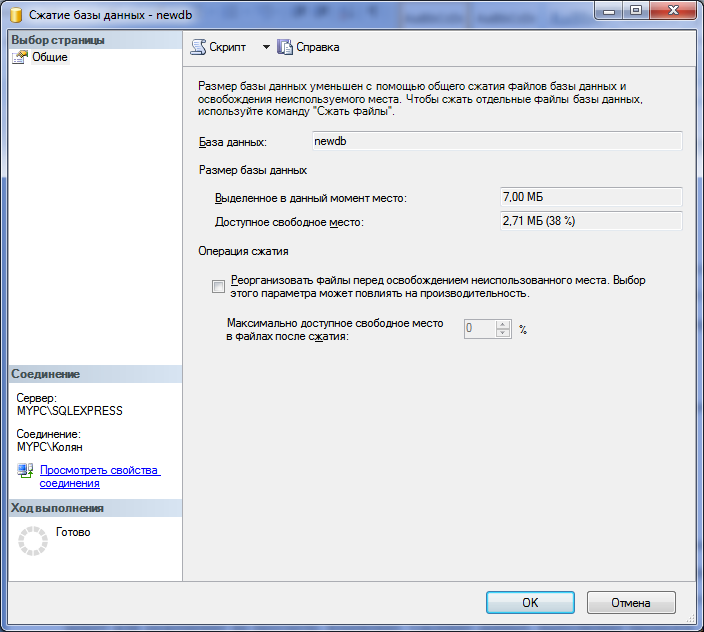 Сжатие базы данных - newdb
Выбор страницы
Общие
Скрипт
Справка
Размер базы данных уменьшен с помощью общего сжатия файлов базы данных и
освобождения неиспользуемого места. Чтобы сжать отдельные файлы базы данных,
используйте команду "Сжать файлы".
База данных:
newdb
Размер базы данных
Выделенное в данный момент место:
7,00 МБ
Доступное свободное место:
2,71 МБ (38 %)
Операция сжатия
Реорганизовать файлы перед освобождением неиспользованного места. Выбор
этого параметра может повлиять на производительность.
Максимально доступное свободное место
в файлах после сжатия:
0
%
Соединение
Сервер:
MYPC\SQLEXPRESS
Соединение:
MYPC\Колян
Просмотреть свойства
соединения
Ход выполнения
Готово
OK
Отмена